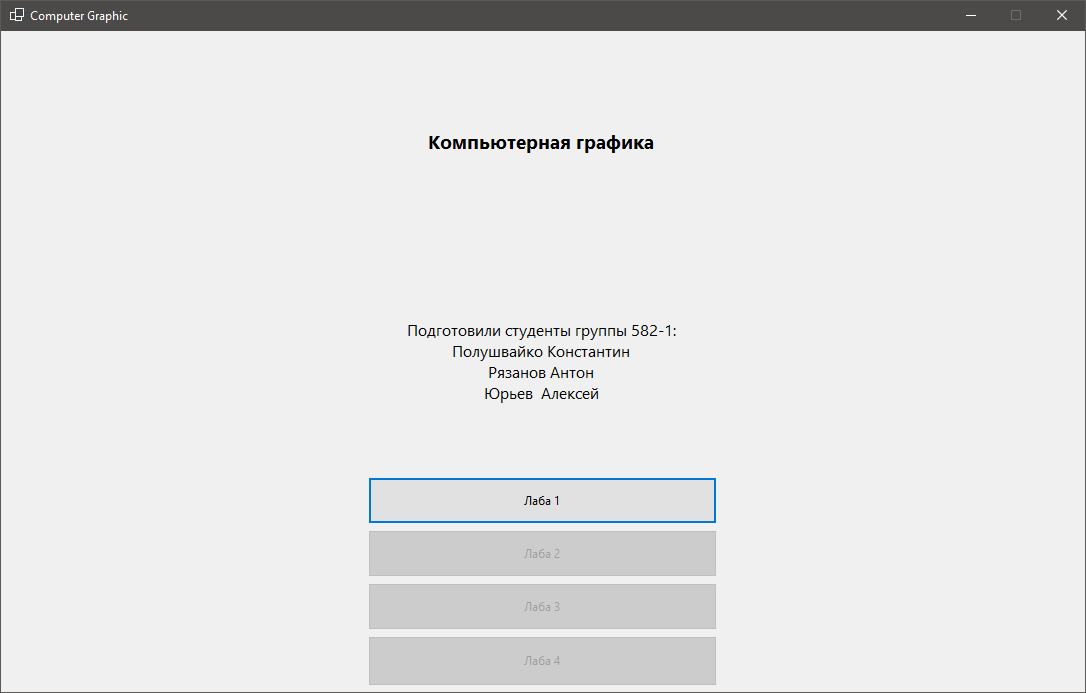 Computer Graphic
Компьютерная графика
Подготовили студенты группы 582-1:
Полушвайко Константин
Рязанов Антон
Юрьев  Алексей
Лаба 1
Лаба 2
Лаба 3
Лаба 4